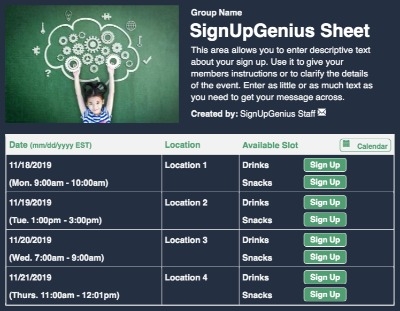 Group Name
SignUpGenius Sheet
This area allows you to enter descriptive text
about your sign up. Use it to give your
members instructions or to clarify the details
of the event. Enter as little or as much text as
you need to get your message across.
Created by: SignUpGenius Staff
Date (mm/dd/yyyy EST) Location Available Slot Calendar
11/18/2019 Location 1 Drinks Sign Up
(Mon. 9:00am - 10:00am) Snacks Sign Up
11/19/2019 Location 2 Drinks Sign Up
(Tue. 1:00pm - 3:00pm) Snacks Sign Up
11/20/2019 Location 3 Drinks Sign Up
(Wed. 7:00am - 9:00am) Snacks Sign Up
11/21/2019 Location 4 Drinks Sign Up
(Thurs. 11:00am - 12:01pm) Snacks Sign Up